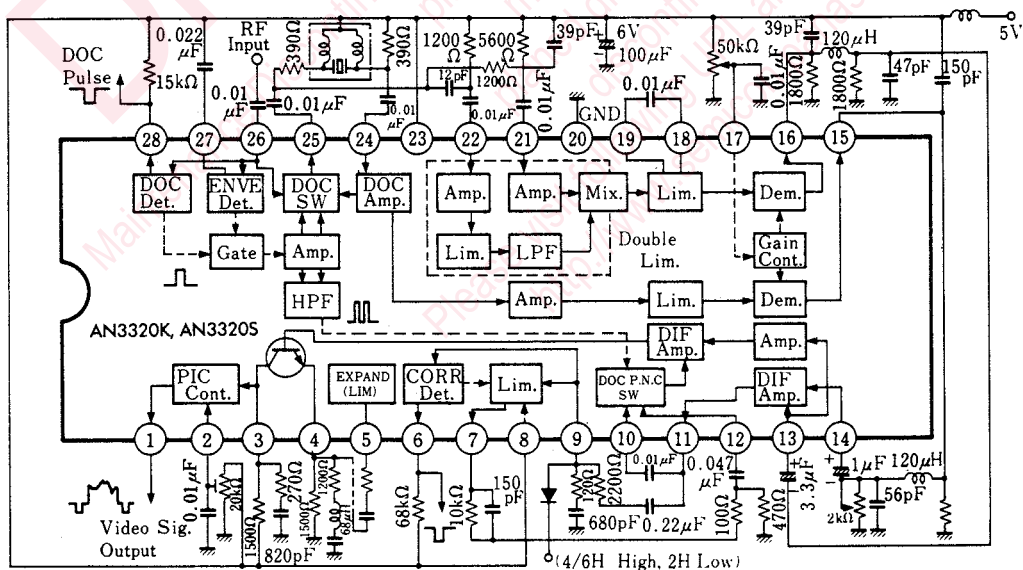 DOC
Pulse
0.022
μF
15kΩ
RF
Input
0.01
μF
390Ω
0.01μF
390Ω
0.01
μF
1200
Ω
5600
Ω
12pF
1200Ω
0.01μF
39pF
0.01μF
6V
100μF
GND
0.01μF
50kΩ
0.01μF
39pF
120μH
1800Ω
1800Ω
47pF
150
pF
5V
28
27
26
25
24
23
22
21
20
19
18
17
16
15
DOC
Det.
ENVE
Det.
DOC
SW
DOC
Amp.
Amp.
Amp.
Mix.
Lim.
Dem.
Gate
Amp.
Lim.
LPF
Double
Lim.
Gain
Cont.
HPF
Amp.
Lim.
Dem.
AN3320K, AN3320S
DIF
Amp.
Amp.
PIC
Cont.
EXPAND
(LIM)
CORR
Det.
Lim.
DOC P.N.C
SW
DIF
Amp.
1
2
3
4
5
6
7
8
9
10
11
12
13
14
Video Sig.
Output
0.01μF
20kΩ
1500Ω
270Ω
820pF
1500Ω
1200Ω
68μH
68kΩ
10kΩ
150
pF
120Ω
2200Ω
680pF
0.01μF
0.22μF
0.047
μF
100Ω
470Ω
3.3μF
+
−
+
−
1μF
2kΩ
56pF
120μH
(4/6H High, 2H Low)